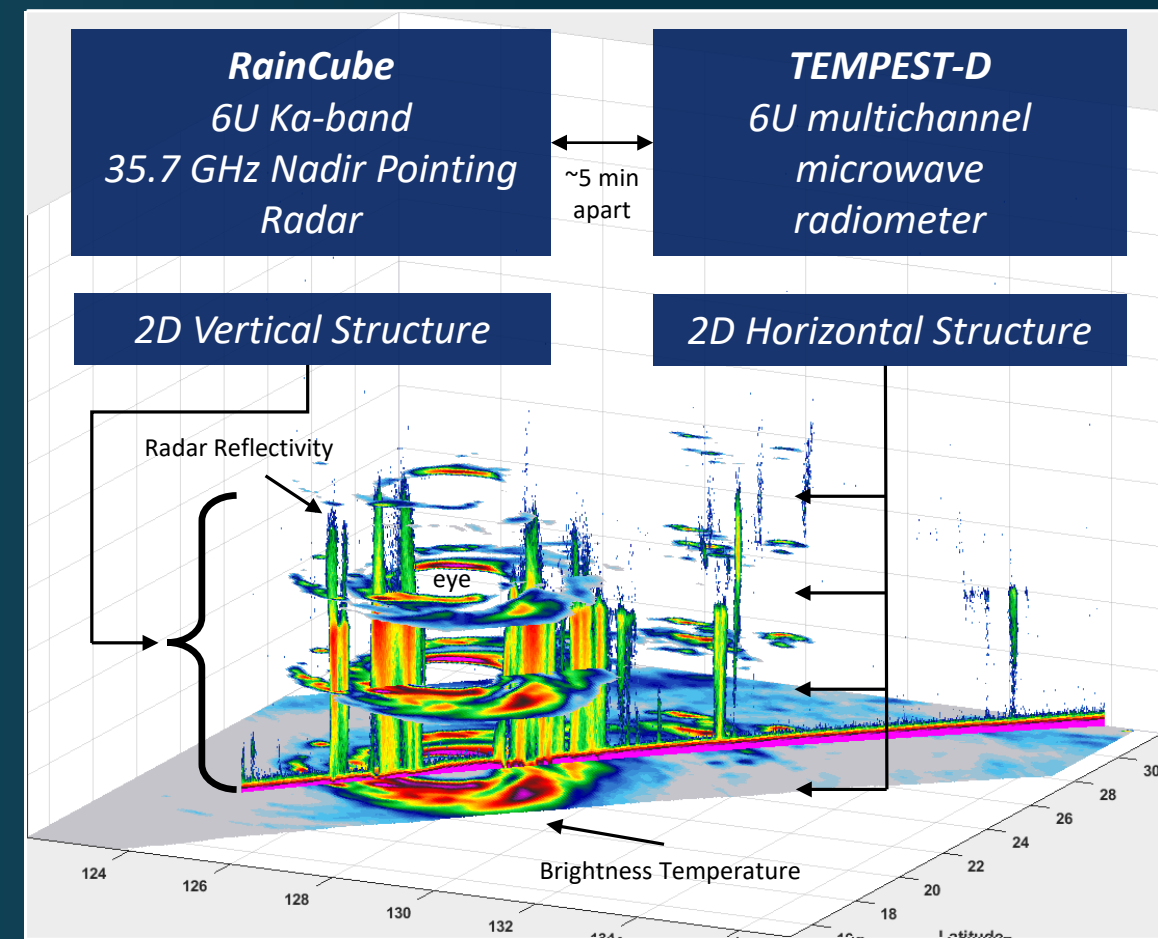 RainCube
6U Ka-band
35.7 GHz Nadir Pointing
Radar
~5 min
apart
TEMPEST-D
6U multichannel
microwave
radiometer
2D Vertical Structure
2D Horizontal Structure
Radar Reflectivity
eye
Brightness Temperature
124
126
128
130
132
18
20
22
24
26
28
30